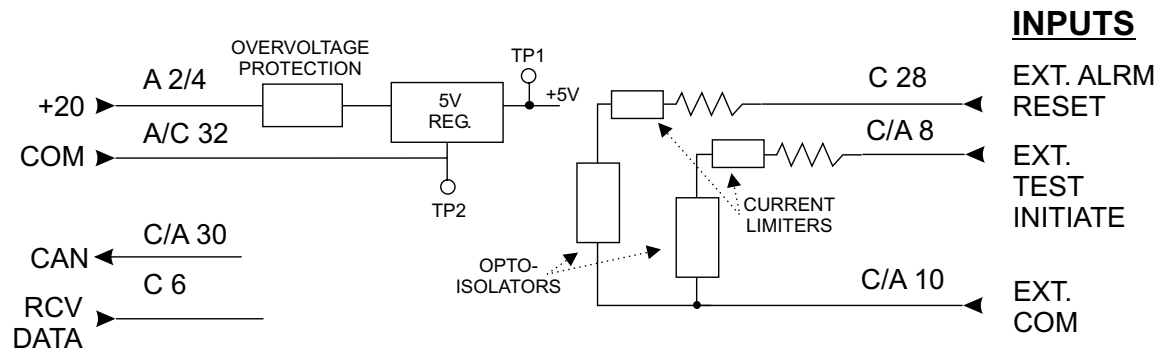 INPUTS
OVERVOLTAGE
PROTECTION
TP1
A 2/4
+20
5V
REG.
+5V
C 28
EXT. ALRM
RESET
A/C 32
COM
C/A 8
EXT.
TEST
INITIATE
TP2
CURRENT
LIMITERS
C/A 30
CAN
OPTO-
ISOLATORS
C 6
RCV
DATA
C/A 10
EXT.
COM